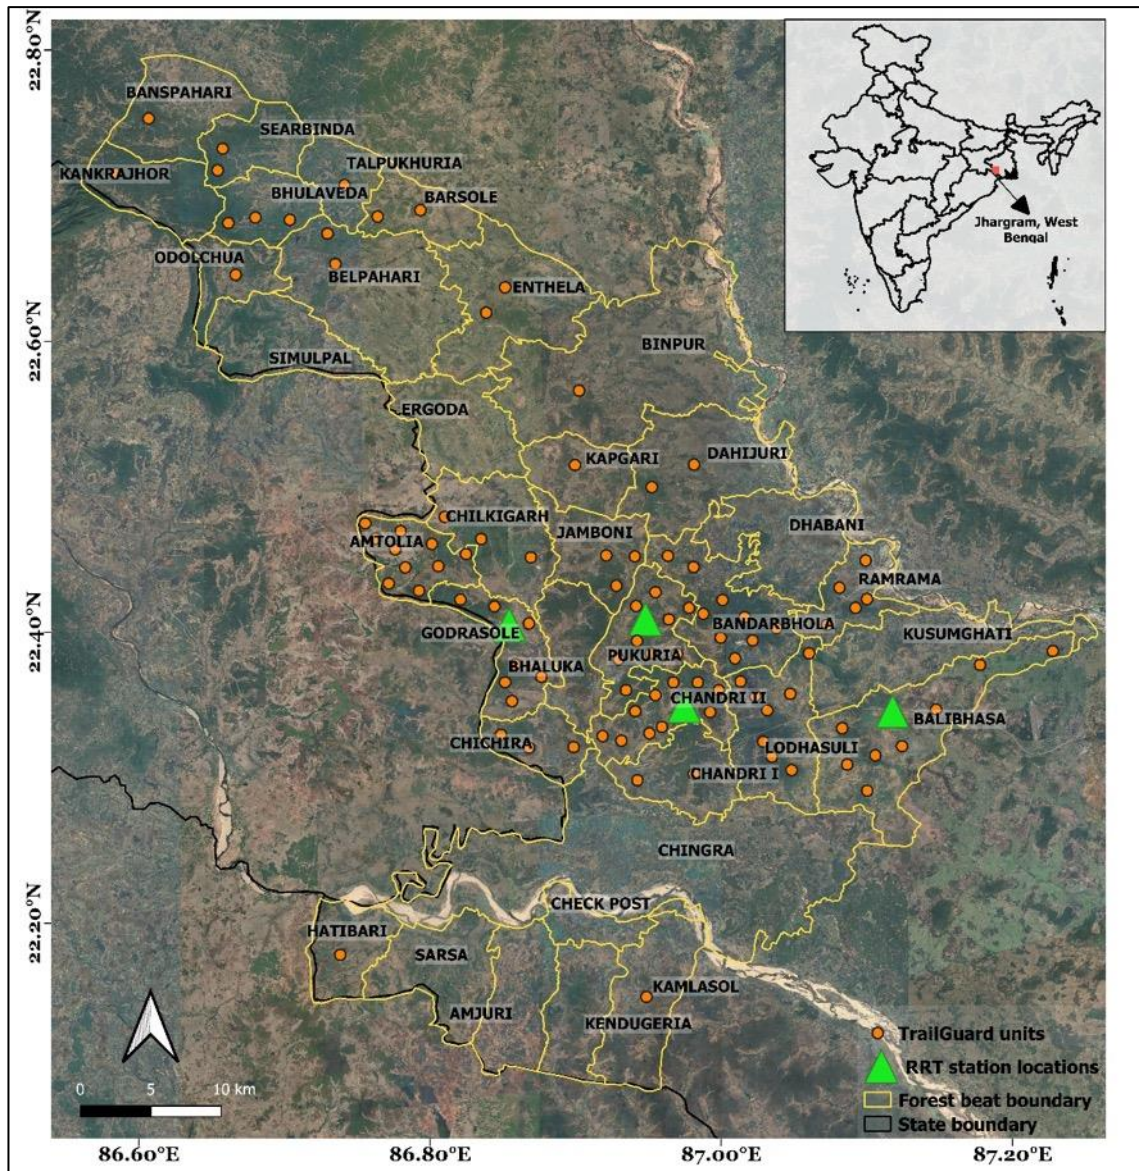 22.80°N
BANSPAHARI
SEARBINDA
TALPUKHURIA
KANKRAJHOR
BHULAVEDA
BARSOLE
Jhargram, West
Bengal
ODOLCHUA
BELPAHARI
ENTHELA
22.60°N
BINPUR
SIMULPAL
ERGODA
KAPGARI
DAHIJURI
CHILKIGARH
JAMBONI
DHABANI
AMTOLIA
RAMRAMA
22.40°N
GODRASOLE
BANDARBHOLA
KUSUMGHATI
PUKURIA
BHALUKA
CHANDRI II
BALIBHASA
CHICHIRA
LODHASULI
CHANDRI I
CHINGRA
22.20°N
CHECK POST
HATIBARI
SARSA
KAMLASOL
AMJURI
KENDUGERIA
TrailGuard units
RRT station locations
Forest beat boundary
State boundary
0 5 10 km
86.60°E 86.80°E 87.00°E 87.20°E